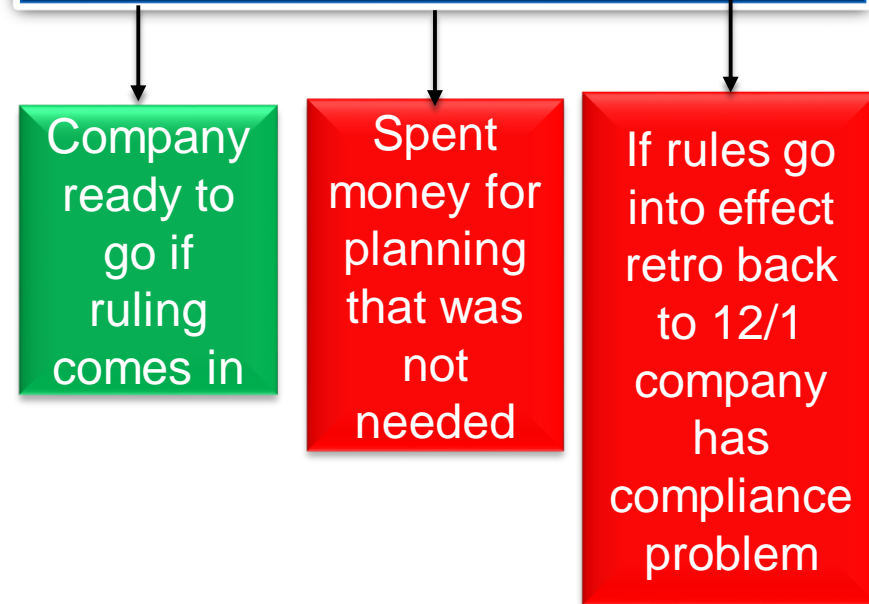 Company
ready to
go if
ruling
comes in
Spent
money for
planning
that was
not
needed
If rules go
into effect
retro back
to 12/1
company
has
compliance
problem